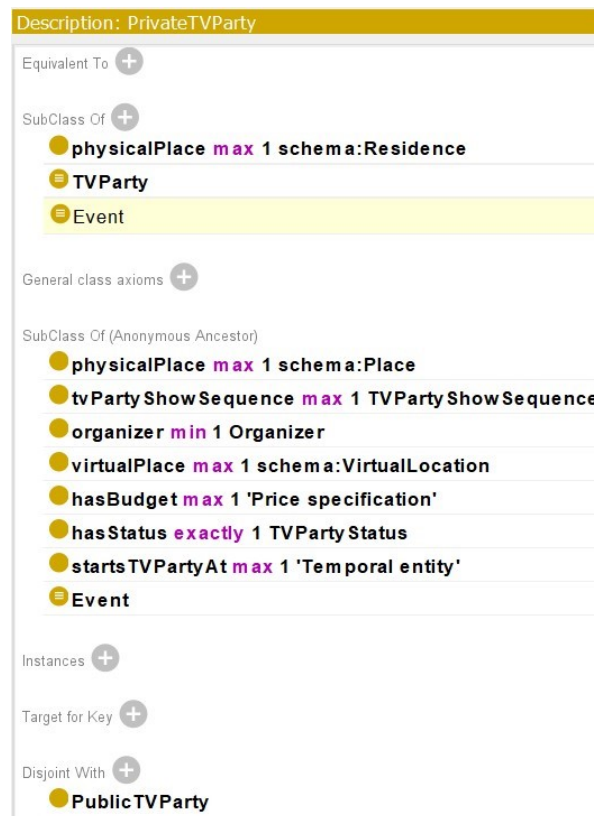 Description: PrivateTVParty
Equivalent To
SubClass Of
physicalPlace max 1 schema:Residence
TVParty
Event
General class axioms
SubClass Of (Anonymous Ancestor)
physicalPlace max 1 schema:Place
tvPartyShowSequence max 1 TVPartyShowSequence
organizer min 1 Organizer
virtualPlace max 1 schema:VirtualLocation
hasBudget max 1 'Price specification'
hasStatus exactly 1 TVPartyStatus
startsTVPartyAt max 1 'Temporal entity'
Event
Instances
Target for Key
Disjoint With
PublicTVParty